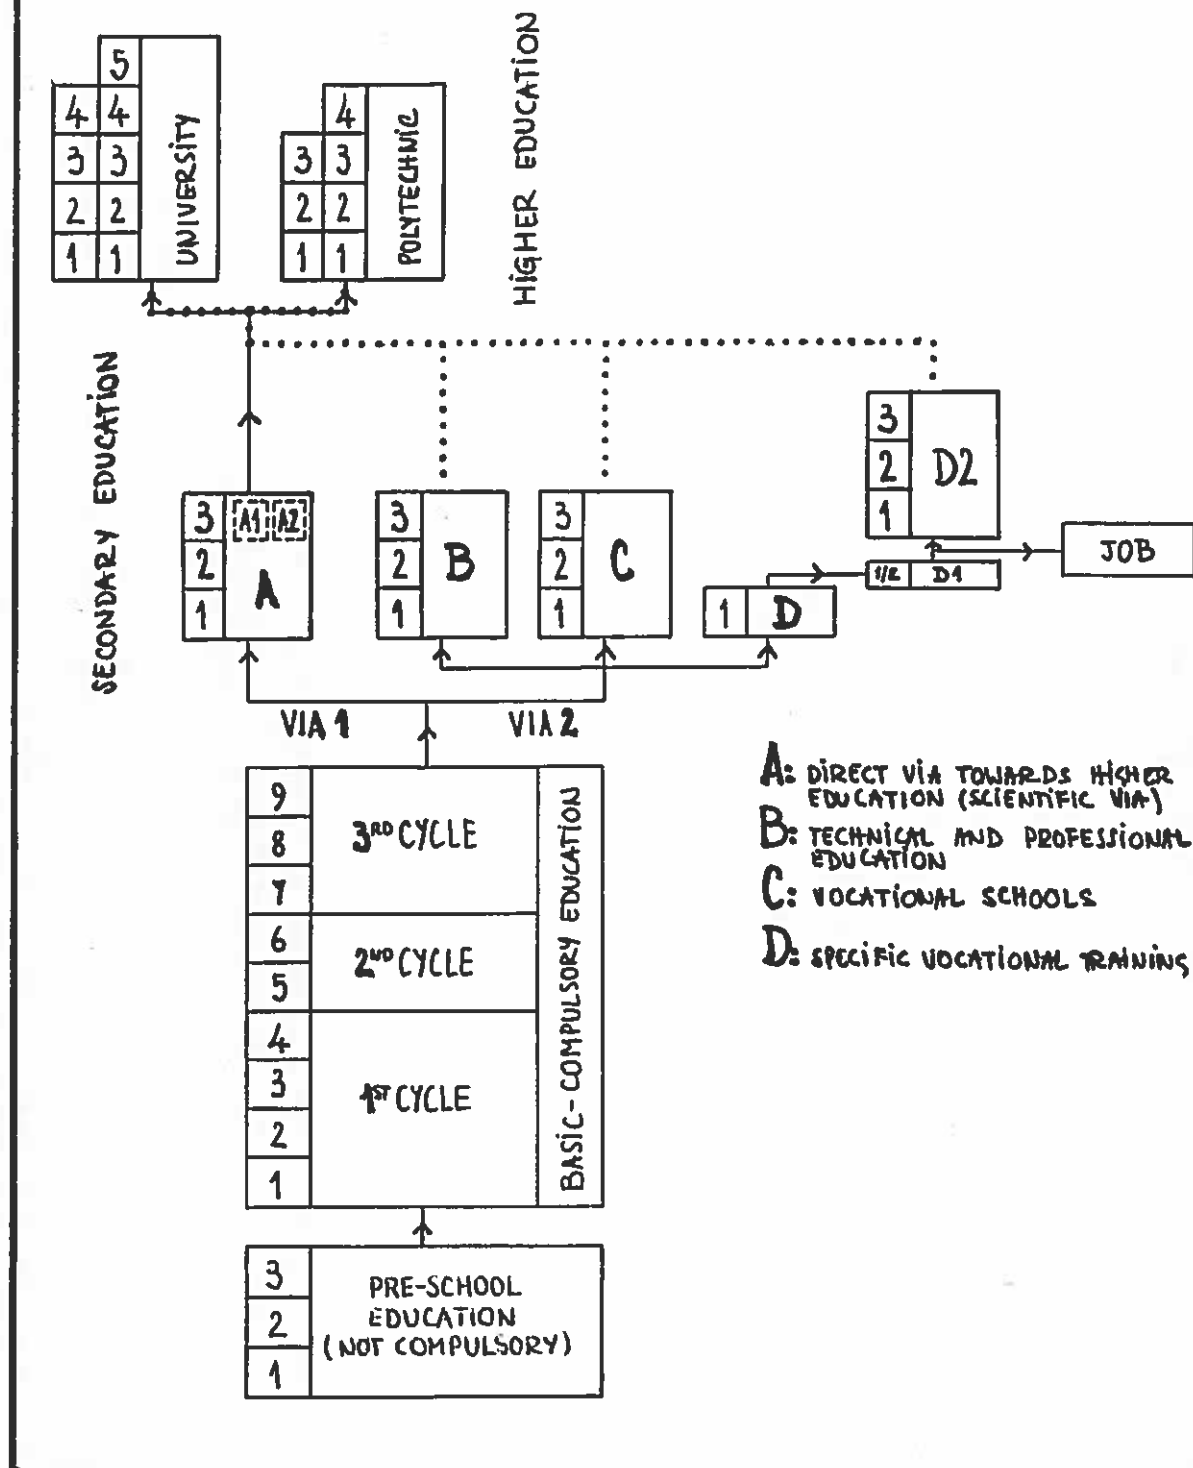 HIGHER EDUCATION
5
4 4
3 3
2 2
1 1
UNIVERSITY
4
3 3
2 2
1 1
POLYTECHNIC
SECONDARY EDUCATION
3
2
1
A1 A2
A
3
2
1
B
3
2
1
C
1 D
3
2
1
D2
1/2 D1
JOB
VIA 1
VIA 2
9
8
7
3RD CYCLE
6
5
2ND CYCLE
4
3
2
1
1ST CYCLE
BASIC-COMPULSORY EDUCATION
3
2
1
PRE-SCHOOL
EDUCATION
(NOT COMPULSORY)
A: DIRECT VIA TOWARDS HIGHER
EDUCATION (SCIENTIFIC VIA)
B: TECHNICAL AND PROFESSIONAL
EDUCATION
C: VOCATIONAL SCHOOLS
D: SPECIFIC VOCATIONAL TRAINING